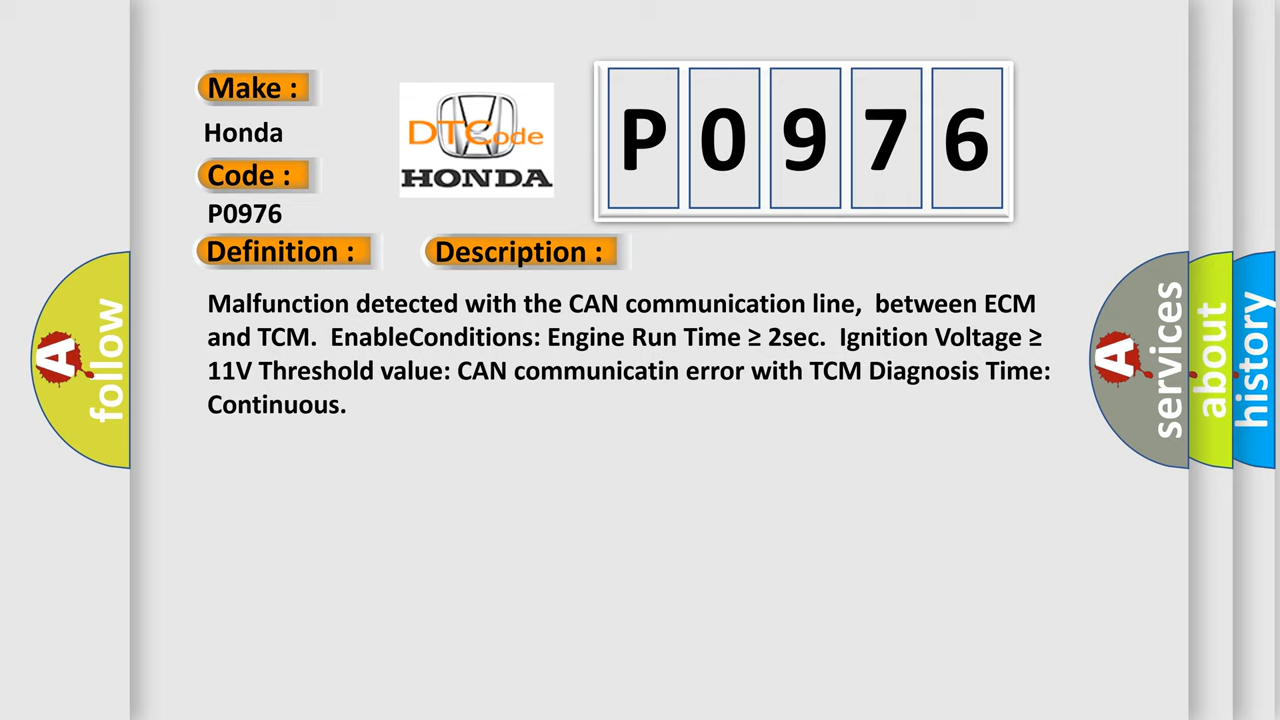 Make :
Honda
Code :
P0976
Definition :
Description :
DTCode
HONDA
P0976
Malfunction detected with the CAN communication line,  between ECM
and TCM.  EnableConditions: Engine Run Time ≥ 2sec.  Ignition Voltage ≥
11V Threshold value: CAN communicatin error with TCM Diagnosis Time:
Continuous.
A
follow
A
services
about
history